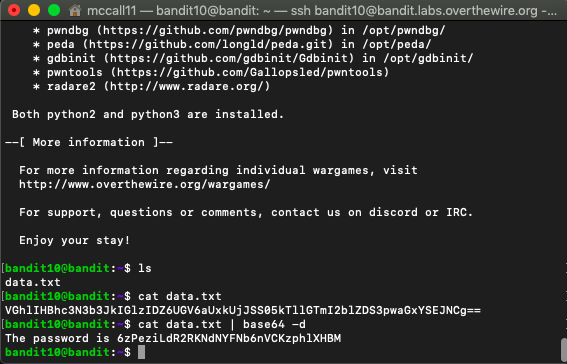 mccall11 — bandit10@bandit: ~ — ssh bandit10@bandit.labs.overthewire.org -...
* pwndbg (https://github.com/pwndbg/pwndbg) in /opt/pwndbg/
* peda (https://github.com/longld/peda.git) in /opt/peda/
* gdbinit (https://github.com/gdbinit/Gdbinit) in /opt/gdbinit/
* pwntools (https://github.com/Gallopsled/pwntools)
* radare2 (http://www.radare.org/)
Both python2 and python3 are installed.
--[ More information ]--
For more information regarding individual wargames, visit
http://www.overthewire.org/wargames/
For support, questions or comments, contact us on discord or IRC.
Enjoy your stay!
[bandit10@bandit:~$ ls
data.txt
[bandit10@bandit:~$ cat data.txt
VGhlIHBhc3N3b3JkIGlzIDZ6UGV6aUxkUjJSS05kTllGTmI2blZDS3pwaGxYSEJNCg==
[bandit10@bandit:~$ cat data.txt | base64 -d
The password is 6zPeziLdR2RKNdNYFNb6nVCKzphlXHBM
bandit10@bandit:~$